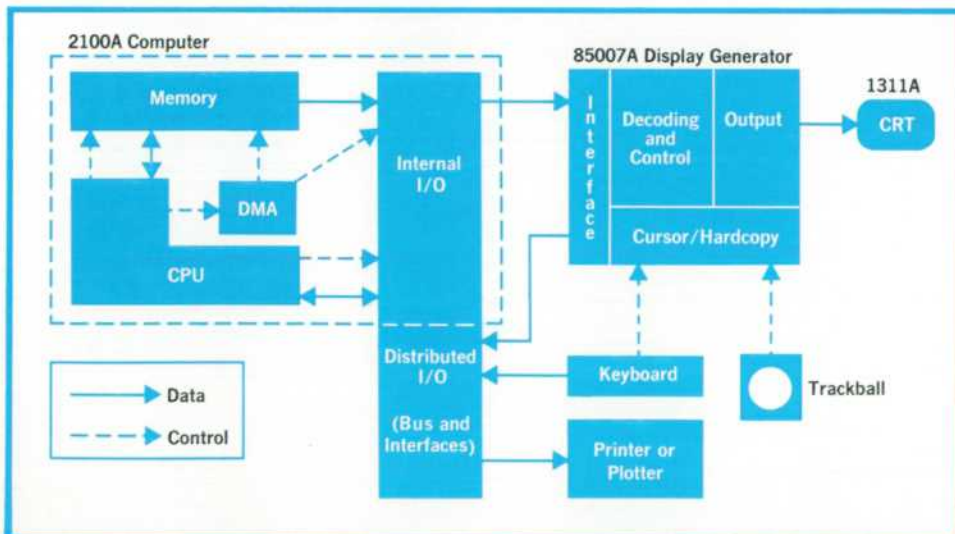 2100A Computer
Memory
DMA
CPU
Internal
I/O
Distributed
I/O
(Bus and
Interfaces)
85007A Display Generator
Interface
Decoding
and
Control
Output
Cursor/Hardcopy
1311A
CRT
Keyboard
Trackball
Printer or
Plotter
Data
Control